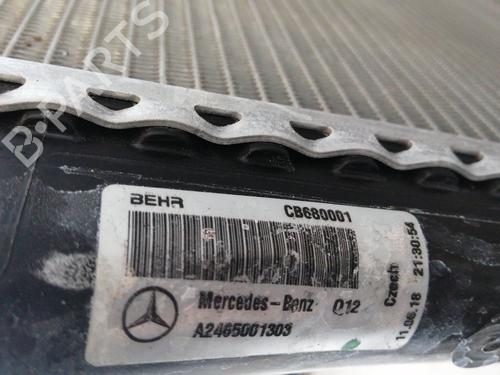 B-PARTS
BEHR CB680001
Mercedes-Benz Q12
A2465001303
Czech
11.06.18 21:30:54